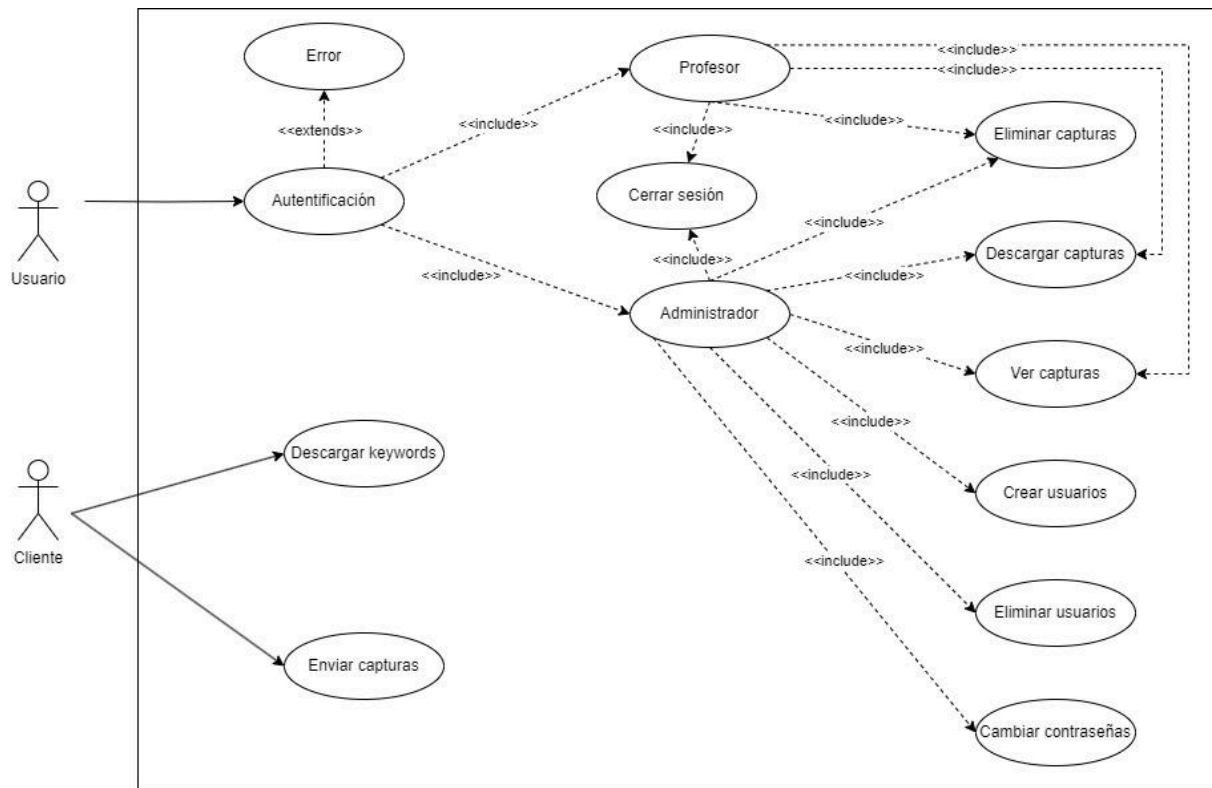 Error
Profesor
<<include>>
<<include>>
<<extends>>
<<include>>
<<include>>
<<include>>
Eliminar capturas
Autentificación
Cerrar sesión
Usuario
<<include>>
<<include>>
<<include>>
<<include>>
Descargar capturas
Administrador
<<include>>
Ver capturas
<<include>>
Descargar keywords
<<include>>
Crear usuarios
Cliente
<<include>>
Eliminar usuarios
Enviar capturas
Cambiar contraseñas